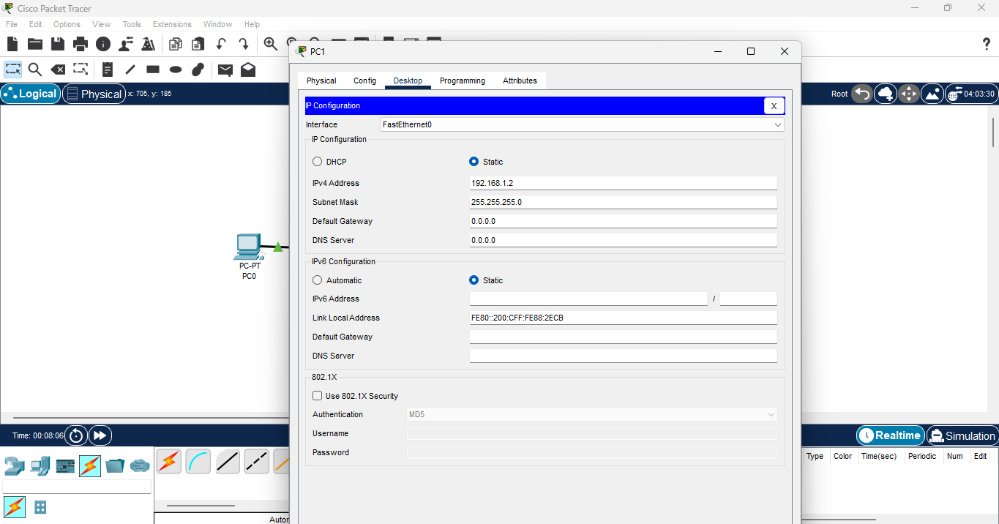 Cisco Packet Tracer
File Edit Options View Tools Extensions Window Help
PC1
Physical Config Desktop Programming Attributes
Logical Physical x: 705, y: 185
Root 04:03:30
IP Configuration X
Interface FastEthernet0
IP Configuration
DHCP Static
IPv4 Address 192.168.1.2
Subnet Mask 255.255.255.0
Default Gateway 0.0.0.0
DNS Server 0.0.0.0
PC-PT
PC0
IPv6 Configuration
Automatic Static
IPv6 Address /
Link Local Address FE80::200:CFF:FE88:2ECB
Default Gateway
DNS Server
802.1X
Use 802.1X Security
Authentication MD5
Username
Password
Time: 00:08:06
Realtime Simulation
Type Color Time(sec) Periodic Num Edit